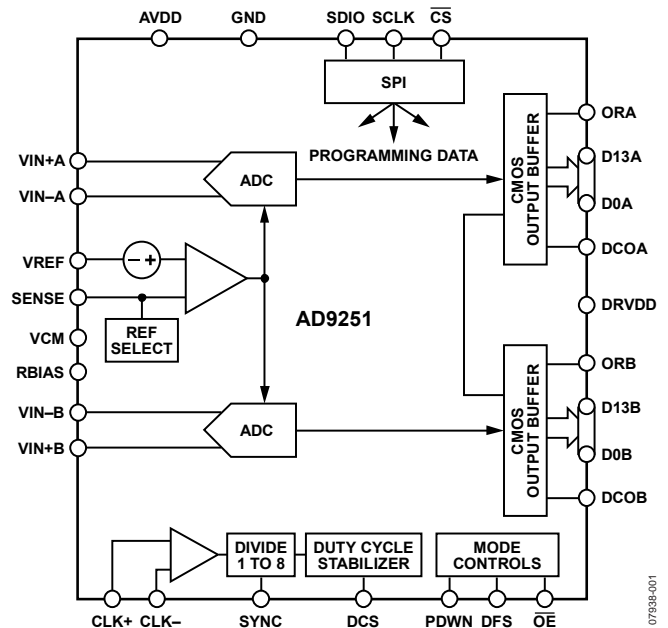 AVDD GND SDIO SCLK C̅S̅
SPI
PROGRAMMING DATA
VIN+A
VIN–A
ADC
CMOS
OUTPUT BUFFER
ORA
D13A
D0A
DCOA
VREF
– +
SENSE
REF
SELECT
AD9251
DRVDD
VCM
RBIAS
VIN–B
VIN+B
ADC
CMOS
OUTPUT BUFFER
ORB
D13B
D0B
DCOB
DIVIDE
1 TO 8
DUTY CYCLE
STABILIZER
MODE
CONTROLS
CLK+ CLK– SYNC DCS PDWN DFS O̅E̅
07938-001